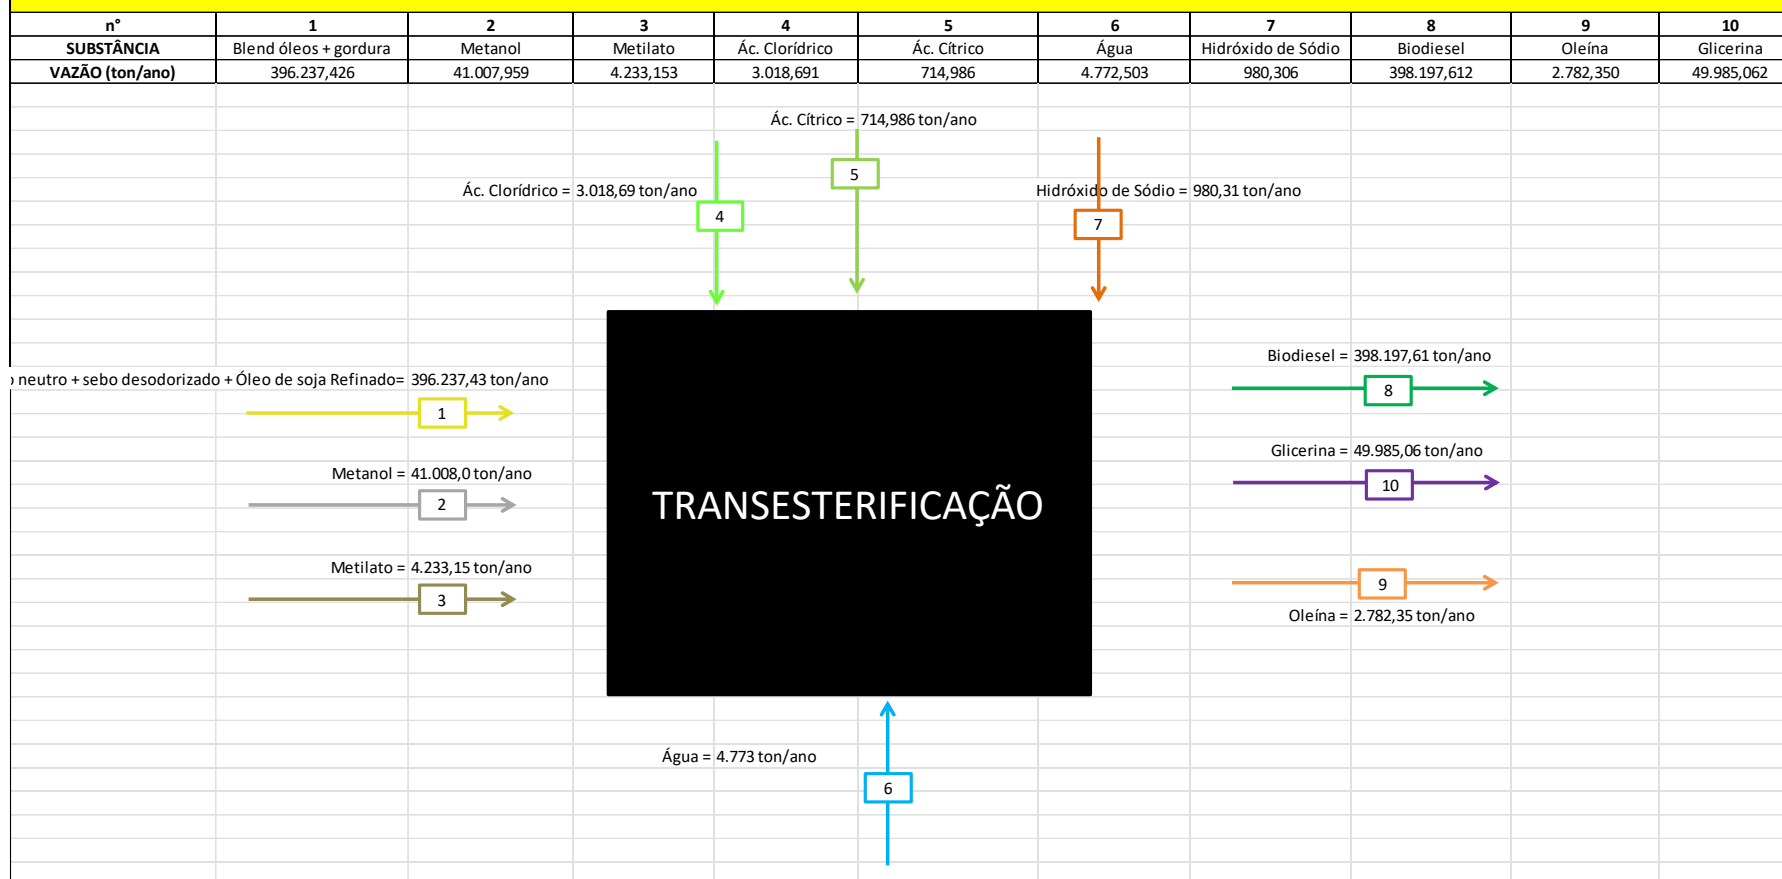 n° 1 2 3 4 5 6 7 8 9 10
SUBSTÂNCIA Blend óleos + gordura Metanol Metilato Ác. Clorídrico Ác. Cítrico Água Hidróxido de Sódio Biodiesel Oleína Glicerina
VAZÃO (ton/ano) 396.237,426 41.007,959 4.233,153 3.018,691 714,986 4.772,503 980,306 398.197,612 2.782,350 49.985,062
Ác. Cítrico = 714,986 ton/ano
5
Ác. Clorídrico = 3.018,69 ton/ano
Hidróxido de Sódio = 980,31 ton/ano
4
7
Biodiesel = 398.197,61 ton/ano
8
neutro + sebo desodorizado + Óleo de soja Refinado= 396.237,43 ton/ano
1
Glicerina = 49.985,06 ton/ano
10
Metanol = 41.008,0 ton/ano
2
TRANSESTERIFICAÇÃO
Metilato = 4.233,15 ton/ano
3
9
Oleína = 2.782,35 ton/ano
Água = 4.773 ton/ano
6